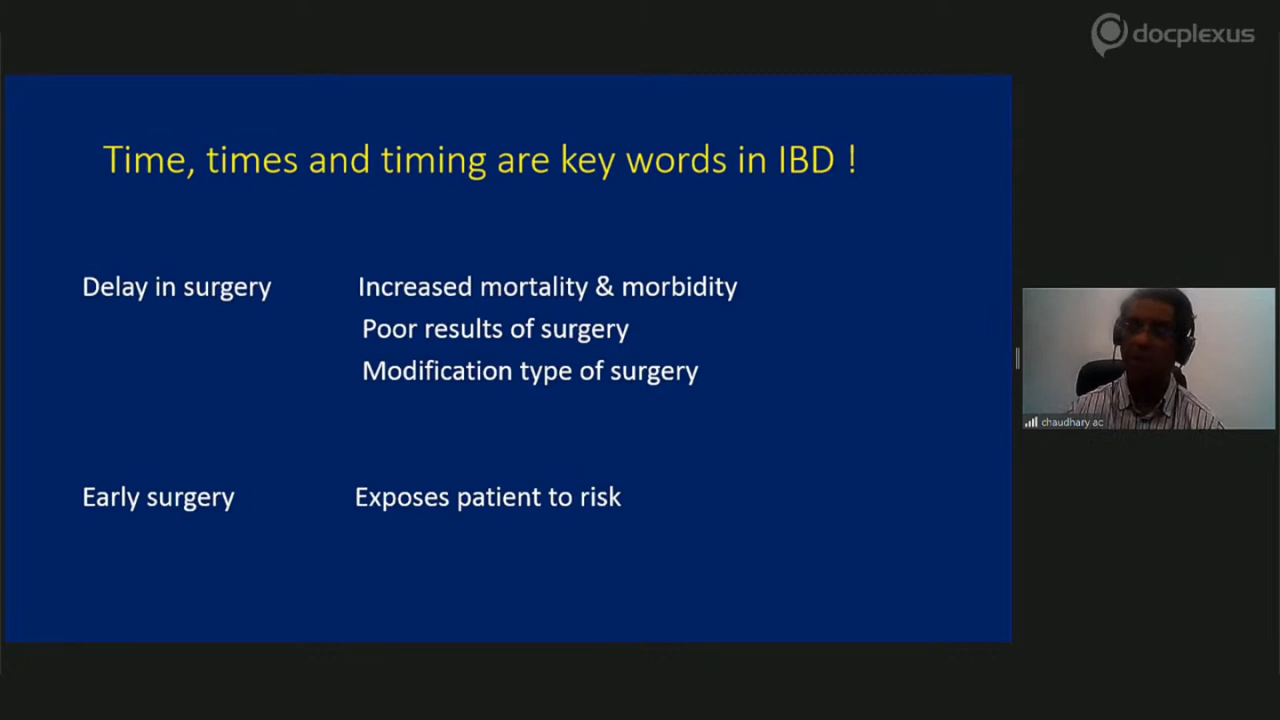 docplexus
Time, times and timing are key words in IBD !
Delay in surgery Increased mortality & morbidity
Poor results of surgery
Modification type of surgery
chaudhary ac
Early surgery Exposes patient to risk